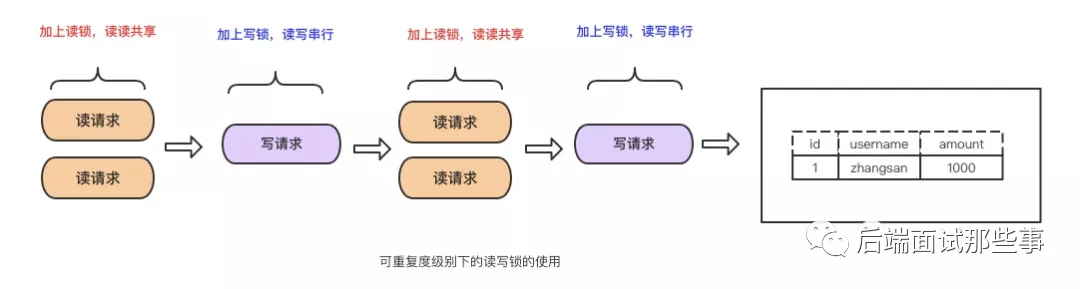 加上读锁，读读共享
加上写锁，读写串行
加上读锁，读读共享
加上写锁，读写串行
读请求
读请求
写请求
读请求
读请求
写请求
id username amount
1 zhangsan 1000
后端面试那些事
可重复度级别下的读写锁的使用